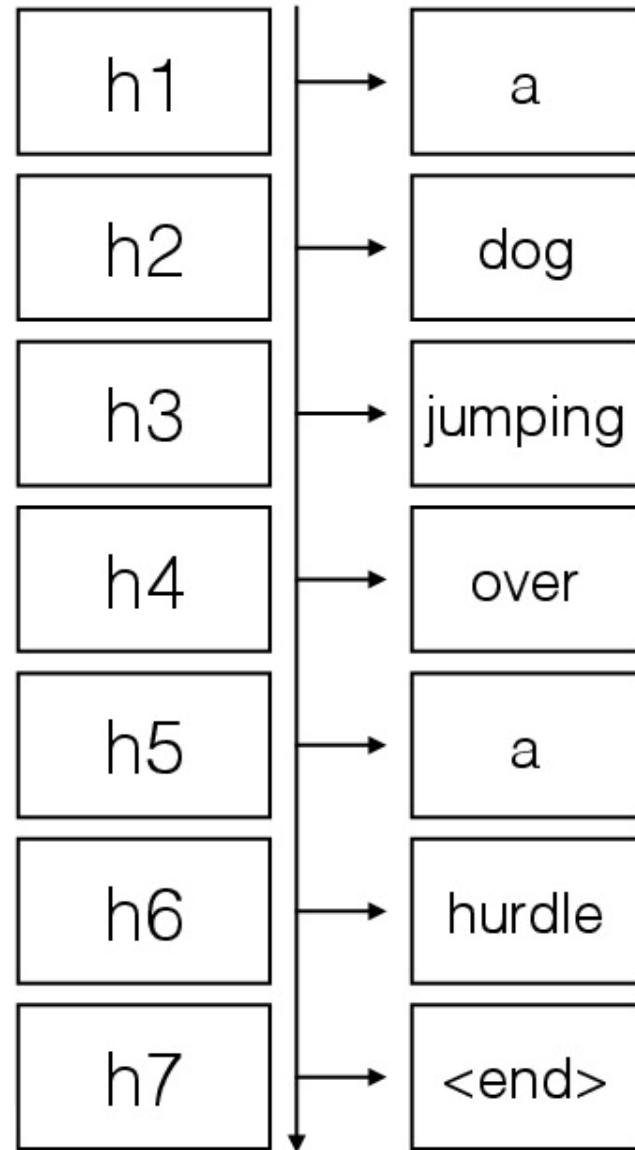 h1 a
h2 dog
h3 jumping
h4 over
h5 a
h6 hurdle
h7 <end>